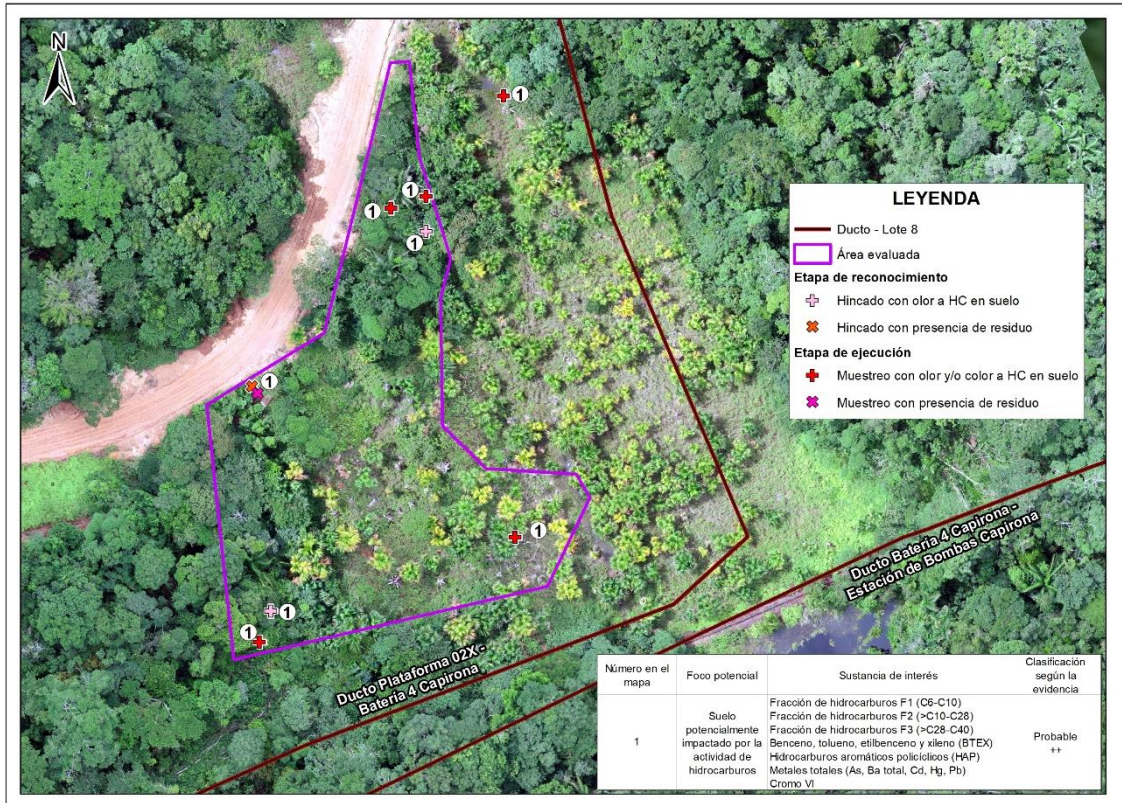 N
1
1
1
1
1
1
1
1
LEYENDA
Ducto - Lote 8
Área evaluada
Etapa de reconocimiento
Hincado con olor a HC en suelo
Hincado con presencia de residuo
Etapa de ejecución
Muestreo con olor y/o color a HC en suelo
Muestreo con presencia de residuo
Ducto Batería 4 Capirona -
Estación de Bombas Capirona
Ducto Plataforma 02X -
Batería 4 Capirona
Número en el
mapa
Foco potencial
Sustancia de interés
Clasificación
según la
evidencia
1
Suelo
potencialmente
impactado por la
actividad de
hidrocarburos
Fracción de hidrocarburos F1 (C6-C10)
Fracción de hidrocarburos F2 (>C10-C28)
Fracción de hidrocarburos F3 (>C28-C40)
Benceno, tolueno, etilbenceno y xileno (BTEX)
Hidrocarburos aromáticos policíclicos (HAP)
Metales totales (As, Ba total, Cd, Hg, Pb)
Cromo VI
Probable
++